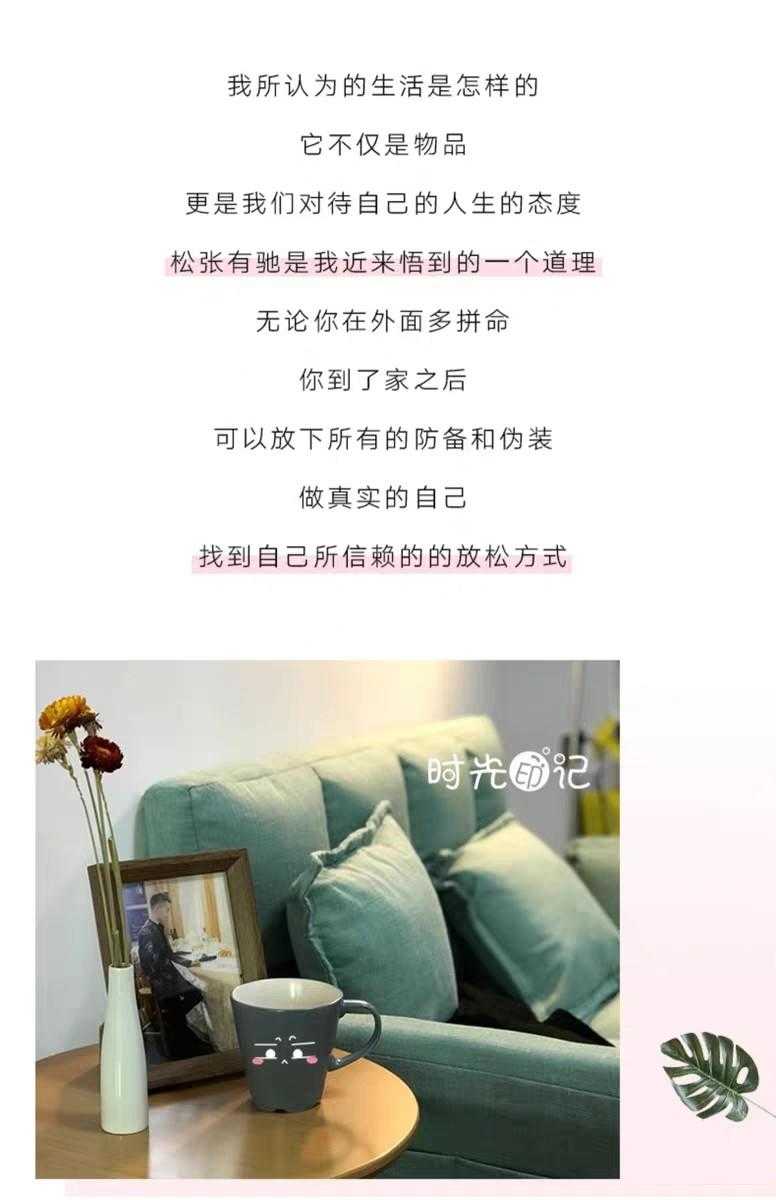 我所认为的生活是怎样的
它不仅是物品
更是我们对待自己的人生的态度
松张有驰是我近来悟到的一个道理
无论你在外面多拼命
你到了家之后
可以放下所有的防备和伪装
做真实的自己
找到自己所信赖的的放松方式
时光印记